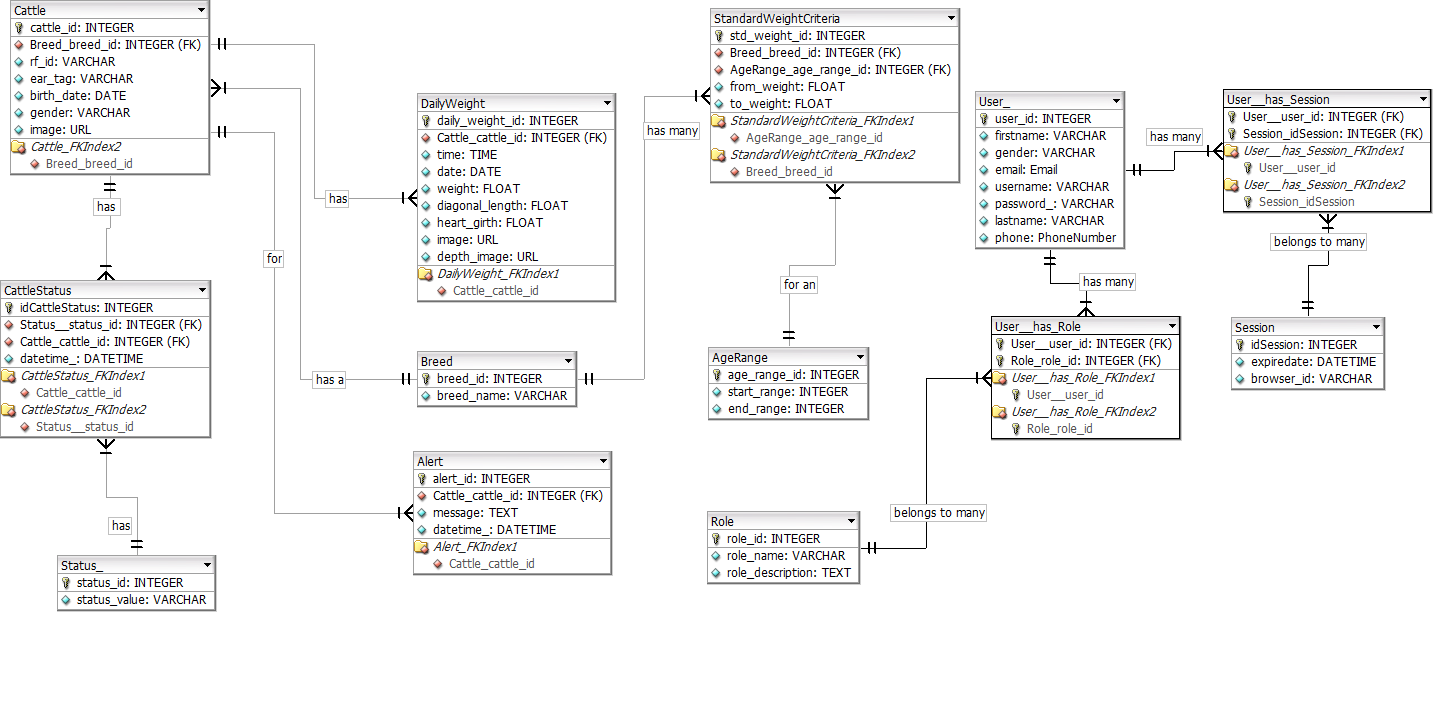 Cattle
cattle_id: INTEGER
Breed_breed_id: INTEGER (FK)
rf_id: VARCHAR
ear_tag: VARCHAR
birth_date: DATE
gender: VARCHAR
image: URL
Cattle_FKIndex2
Breed_breed_id
has
CattleStatus
idCattleStatus: INTEGER
Status__status_id: INTEGER (FK)
Cattle_cattle_id: INTEGER (FK)
datetime_: DATETIME
CattleStatus_FKIndex1
Cattle_cattle_id
CattleStatus_FKIndex2
Status__status_id
has
Status_
status_id: INTEGER
status_value: VARCHAR
has
for
has a
DailyWeight
daily_weight_id: INTEGER
Cattle_cattle_id: INTEGER (FK)
time: TIME
date: DATE
weight: FLOAT
diagonal_length: FLOAT
heart_girth: FLOAT
image: URL
depth_image: URL
DailyWeight_FKIndex1
Cattle_cattle_id
Breed
breed_id: INTEGER
breed_name: VARCHAR
Alert
alert_id: INTEGER
Cattle_cattle_id: INTEGER (FK)
message: TEXT
datetime_: DATETIME
Alert_FKIndex1
Cattle_cattle_id
has many
StandardWeightCriteria
std_weight_id: INTEGER
Breed_breed_id: INTEGER (FK)
AgeRange_age_range_id: INTEGER (FK)
from_weight: FLOAT
to_weight: FLOAT
StandardWeightCriteria_FKIndex1
AgeRange_age_range_id
StandardWeightCriteria_FKIndex2
Breed_breed_id
for an
AgeRange
age_range_id: INTEGER
start_range: INTEGER
end_range: INTEGER
Role
role_id: INTEGER
role_name: VARCHAR
role_description: TEXT
belongs to many
User_
user_id: INTEGER
firstname: VARCHAR
gender: VARCHAR
email: Email
username: VARCHAR
password_: VARCHAR
lastname: VARCHAR
phone: PhoneNumber
has many
User__has_Role
User__user_id: INTEGER (FK)
Role_role_id: INTEGER (FK)
User__has_Role_FKIndex1
User__user_id
User__has_Role_FKIndex2
Role_role_id
has many
User__has_Session
User__user_id: INTEGER (FK)
Session_idSession: INTEGER (FK)
User__has_Session_FKIndex1
User__user_id
User__has_Session_FKIndex2
Session_idSession
belongs to many
Session
idSession: INTEGER
expiredate: DATETIME
browser_id: VARCHAR